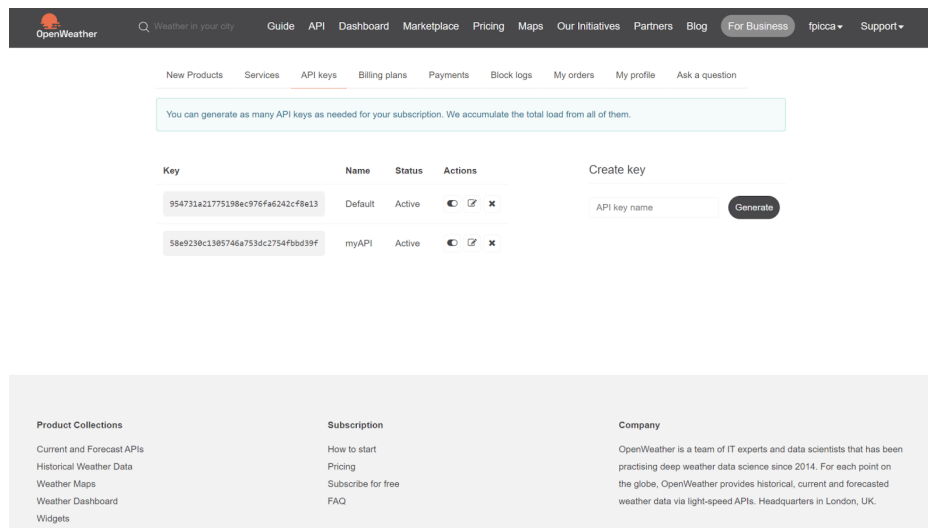 OpenWeather
Weather in your city
Guide API Dashboard Marketplace Pricing Maps Our Initiatives Partners Blog For Business fpicca Support
New Products Services API keys Billing plans Payments Block logs My orders My profile Ask a question
You can generate as many API keys as needed for your subscription. We accumulate the total load from all of them.
Key Name Status Actions
954731a21775198ec976fa6242cf8e13 Default Active
58e9230c1305746a753dc2754fbbd39f myAPI Active
Create key
API key name Generate
Product Collections
Current and Forecast APIs
Historical Weather Data
Weather Maps
Weather Dashboard
Widgets
Subscription
How to start
Pricing
Subscribe for free
FAQ
Company
OpenWeather is a team of IT experts and data scientists that has been
practising deep weather data science since 2014. For each point on
the globe, OpenWeather provides historical, current and forecasted
weather data via light-speed APIs. Headquarters in London, UK.